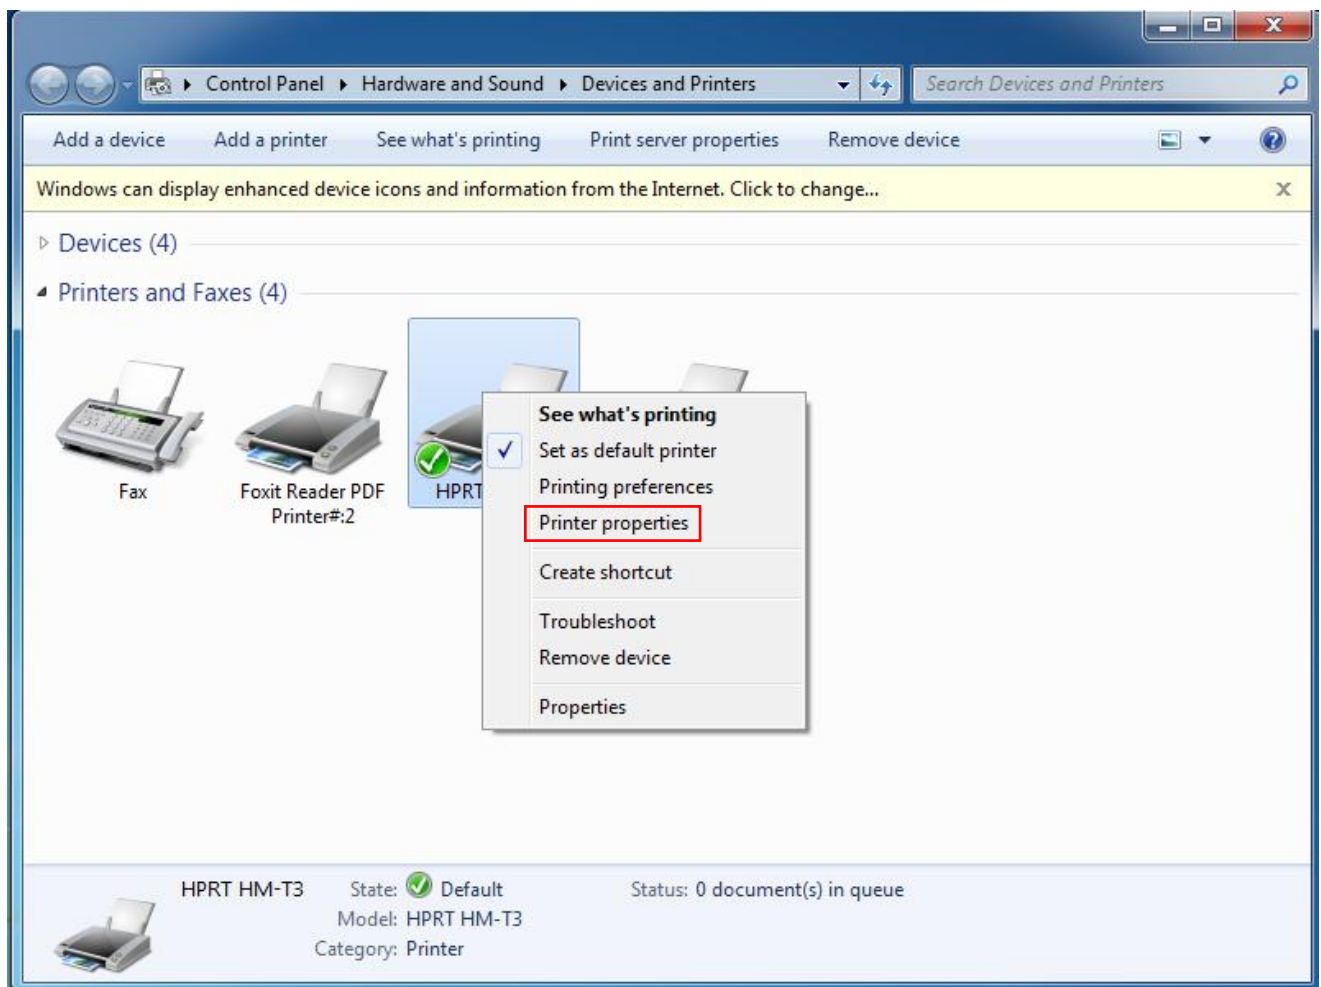 Control Panel ▸ Hardware and Sound ▸ Devices and Printers
Search Devices and Printers
Add a device Add a printer See what's printing Print server properties Remove device
Windows can display enhanced device icons and information from the Internet. Click to change...
Devices (4)
Printers and Faxes (4)
Fax
Foxit Reader PDF
Printer#:2
HPRT
See what's printing
Set as default printer
Printing preferences
Printer properties
Create shortcut
Troubleshoot
Remove device
Properties
HPRT HM-T3 State: Default Status: 0 document(s) in queue
Model: HPRT HM-T3
Category: Printer